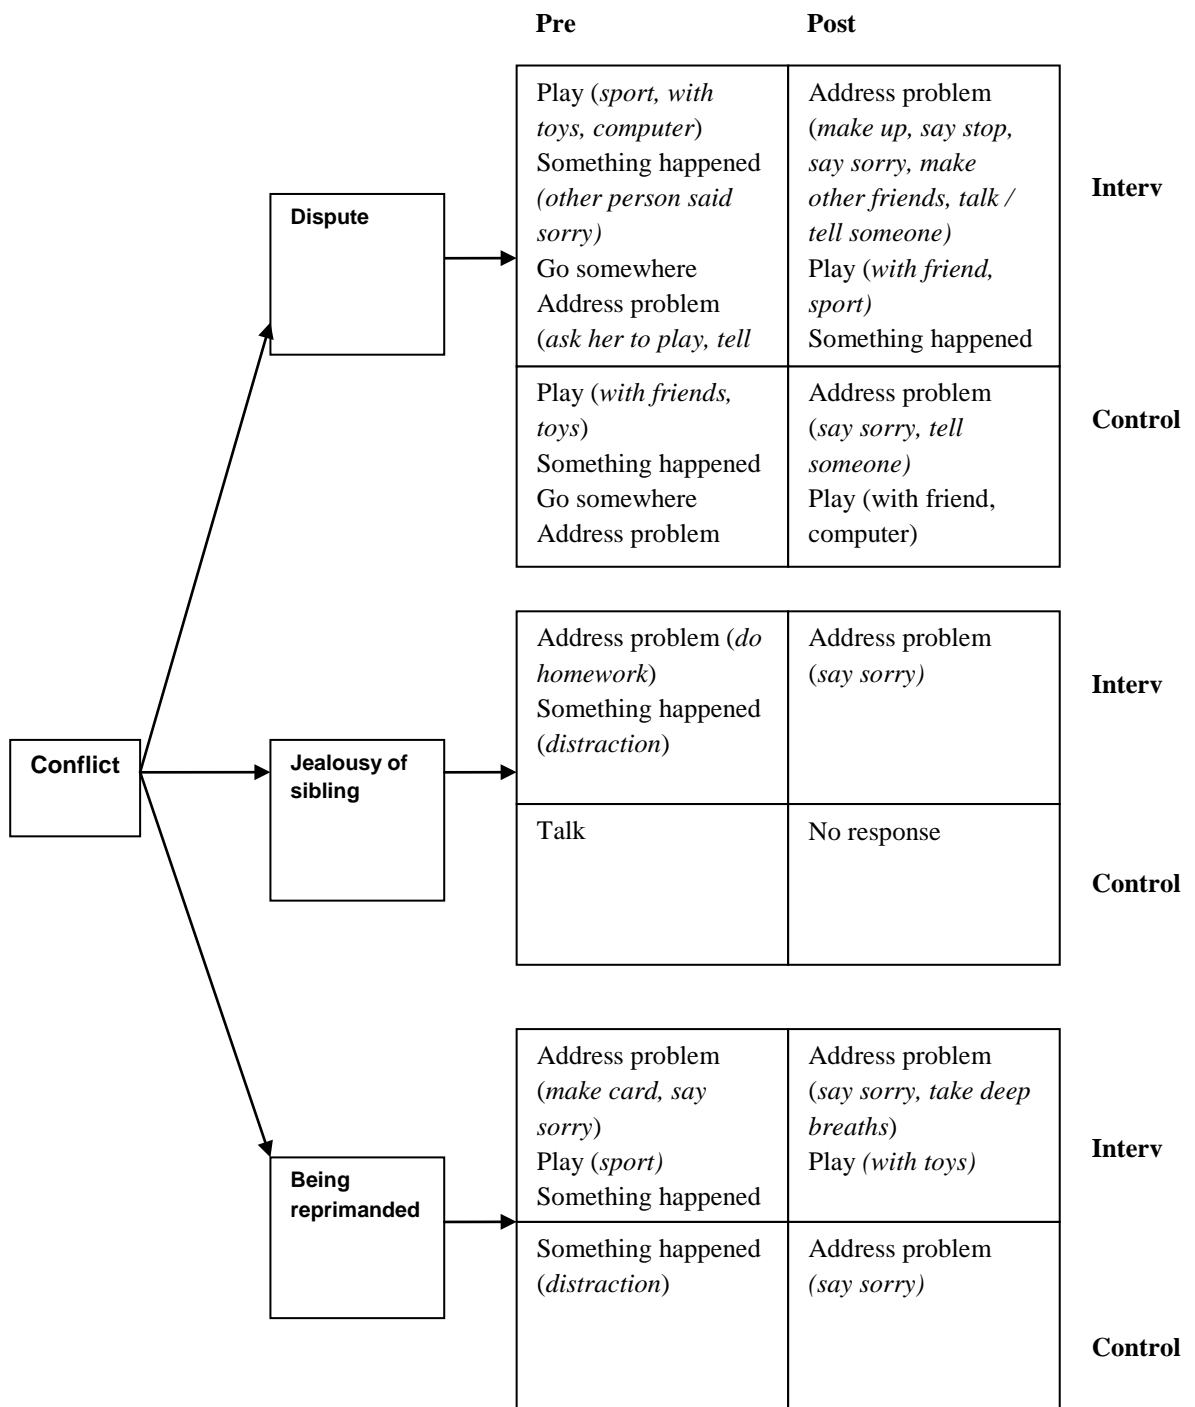 Pre Post
Play (sport, with
toys, computer)
Something happened
(other person said
sorry)
Go somewhere
Address problem
(ask her to play, tell
Address problem
(make up, say stop,
say sorry, make
other friends, talk /
tell someone)
Play (with friend,
sport)
Something happened
Interv
Dispute
Play (with friends,
toys)
Something happened
Go somewhere
Address problem
Address problem
(say sorry, tell
someone)
Play (with friend,
computer)
Control
Address problem (do
homework)
Something happened
(distraction)
Address problem
(say sorry)
Interv
Conflict
Jealousy of
sibling
Talk
No response
Control
Address problem
(make card, say
sorry)
Play (sport)
Something happened
Address problem
(say sorry, take deep
breaths)
Play (with toys)
Interv
Being
reprimanded
Something happened
(distraction)
Address problem
(say sorry)
Control